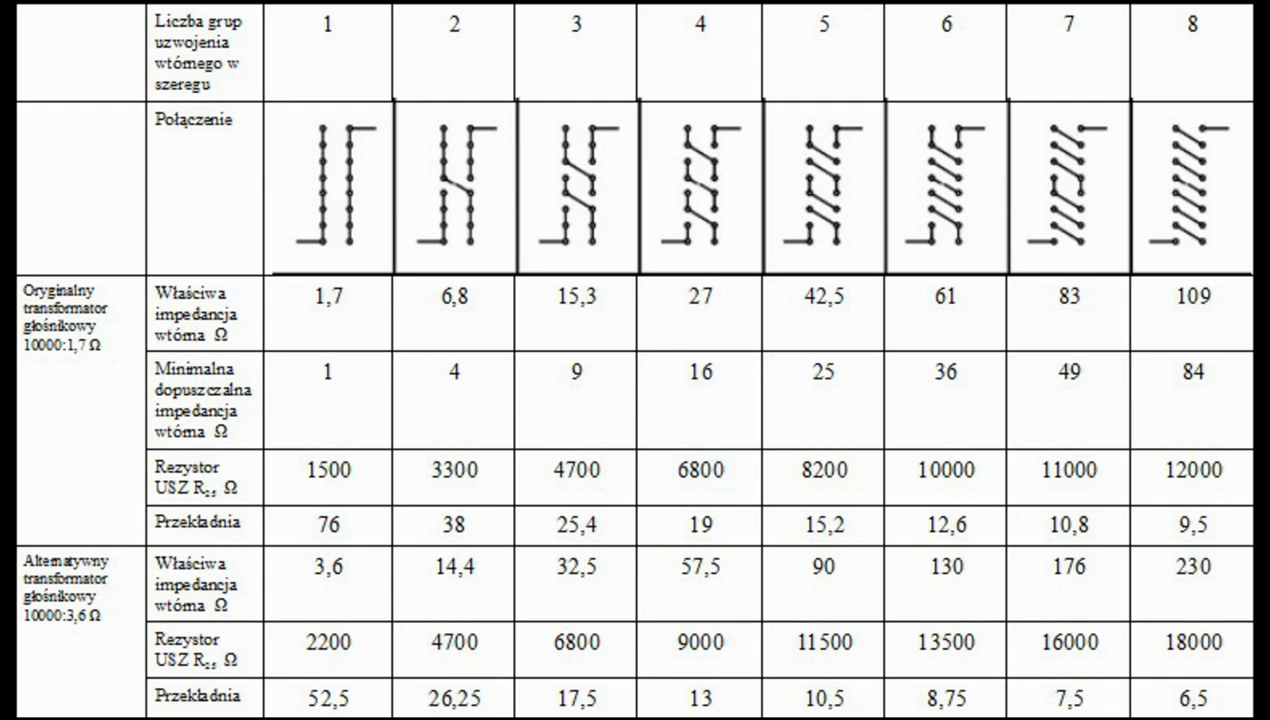 Liczba grup
uzwojenia
wtórnego w
szeregu
1 2 3 4 5 6 7 8
Połączenie
Oryginalny
transformator
głośnikowy
10000:1,7 Ω
Właściwa
impedancja
wtórna Ω
1,7 6,8 15,3 27 42,5 61 83 109
Minimalna
dopuszczalna
impedancja
wtórna Ω
1 4 9 16 25 36 49 84
Rezystor
USZ R₂₅, Ω
1500 3300 4700 6800 8200 10000 11000 12000
Przekładnia
76 38 25,4 19 15,2 12,6 10,8 9,5
Alternatywny
transformator
głośnikowy
10000:3,6 Ω
Właściwa
impedancja
wtórna Ω
3,6 14,4 32,5 57,5 90 130 176 230
Rezystor
USZ R₂₅, Ω
2200 4700 6800 9000 11500 13500 16000 18000
Przekładnia
52,5 26,25 17,5 13 10,5 8,75 7,5 6,5